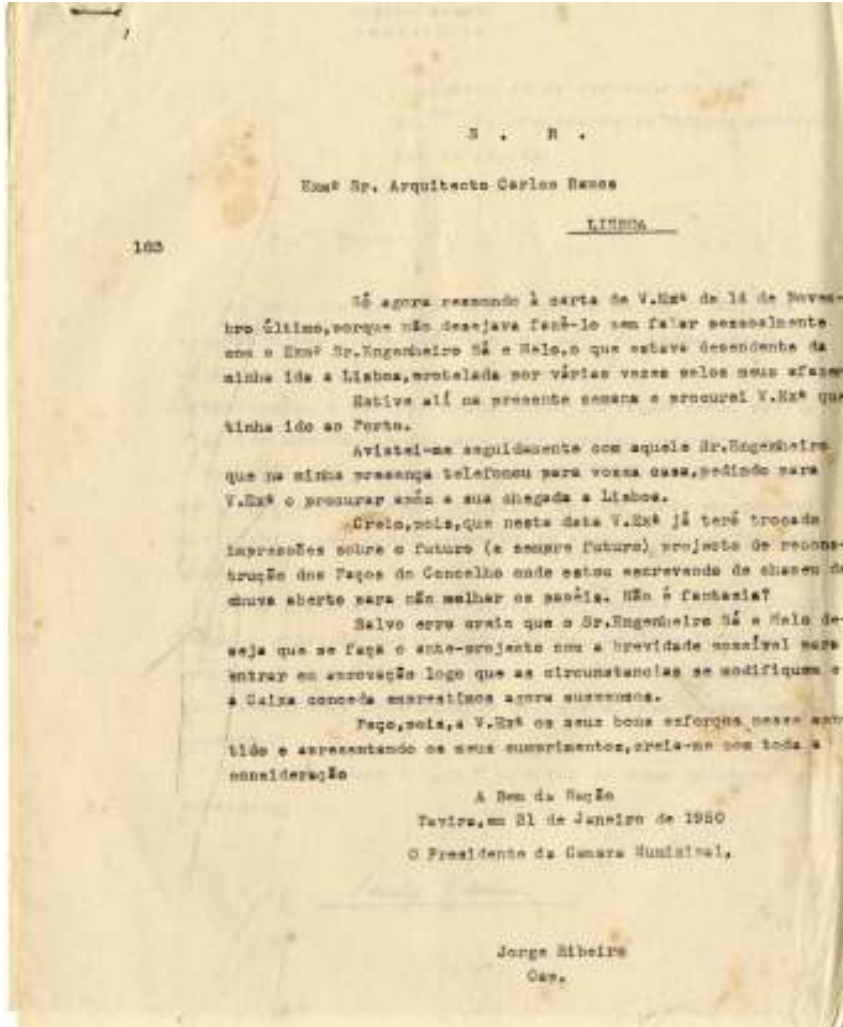 S . R .
Exmº Sr. Arquitecto Carlos Ramos
LISBOA
163
Só agora respondo à carta de V.Exª de 14 de Novem-
bro último,porque não desejava fazê-lo sem falar pessoalmente
com o Exmº Sr.Engenheiro Sá e Melo,o que estava dependente da
minha ida a Lisboa,protelada por várias vezes pelos meus afazer
Estive ali na presente semana e procurei V.Exª que
tinha ido ao Porto.
Avistei-me seguidamente com aquele Sr.Engenheiro
que na minha presença telefonou para vossa casa,pedindo para
V.Exª o procurar após a sua chegada a Lisboa.
Creio,pois,que nesta data V.Exª já terá trocado
impressões sobre o futuro (e sempre futuro) projecto de recons-
trução dos Paços do Concelho onde estou escrevendo de chapeu de
chuva aberto para não molhar os papéis. Não é fantasia?
Salvo erro creio que o Sr.Engenheiro Sá e Melo de-
seja que se faça o ante-projecto com a brevidade possível para
entrar em aprovação logo que as circunstancias se modifiquem e
a Caixa conceda emprestimos agora suspensos.
Peço,pois,a V.Exª os seus bons esforços nesse sen
tido e apresentando os meus cumprimentos,creia-me com toda a
consideração
A Bem da Nação
Tavira,em 21 de Janeiro de 1950
O Presidente da Camara Municipal,
Jorge Ribeiro
Cap.